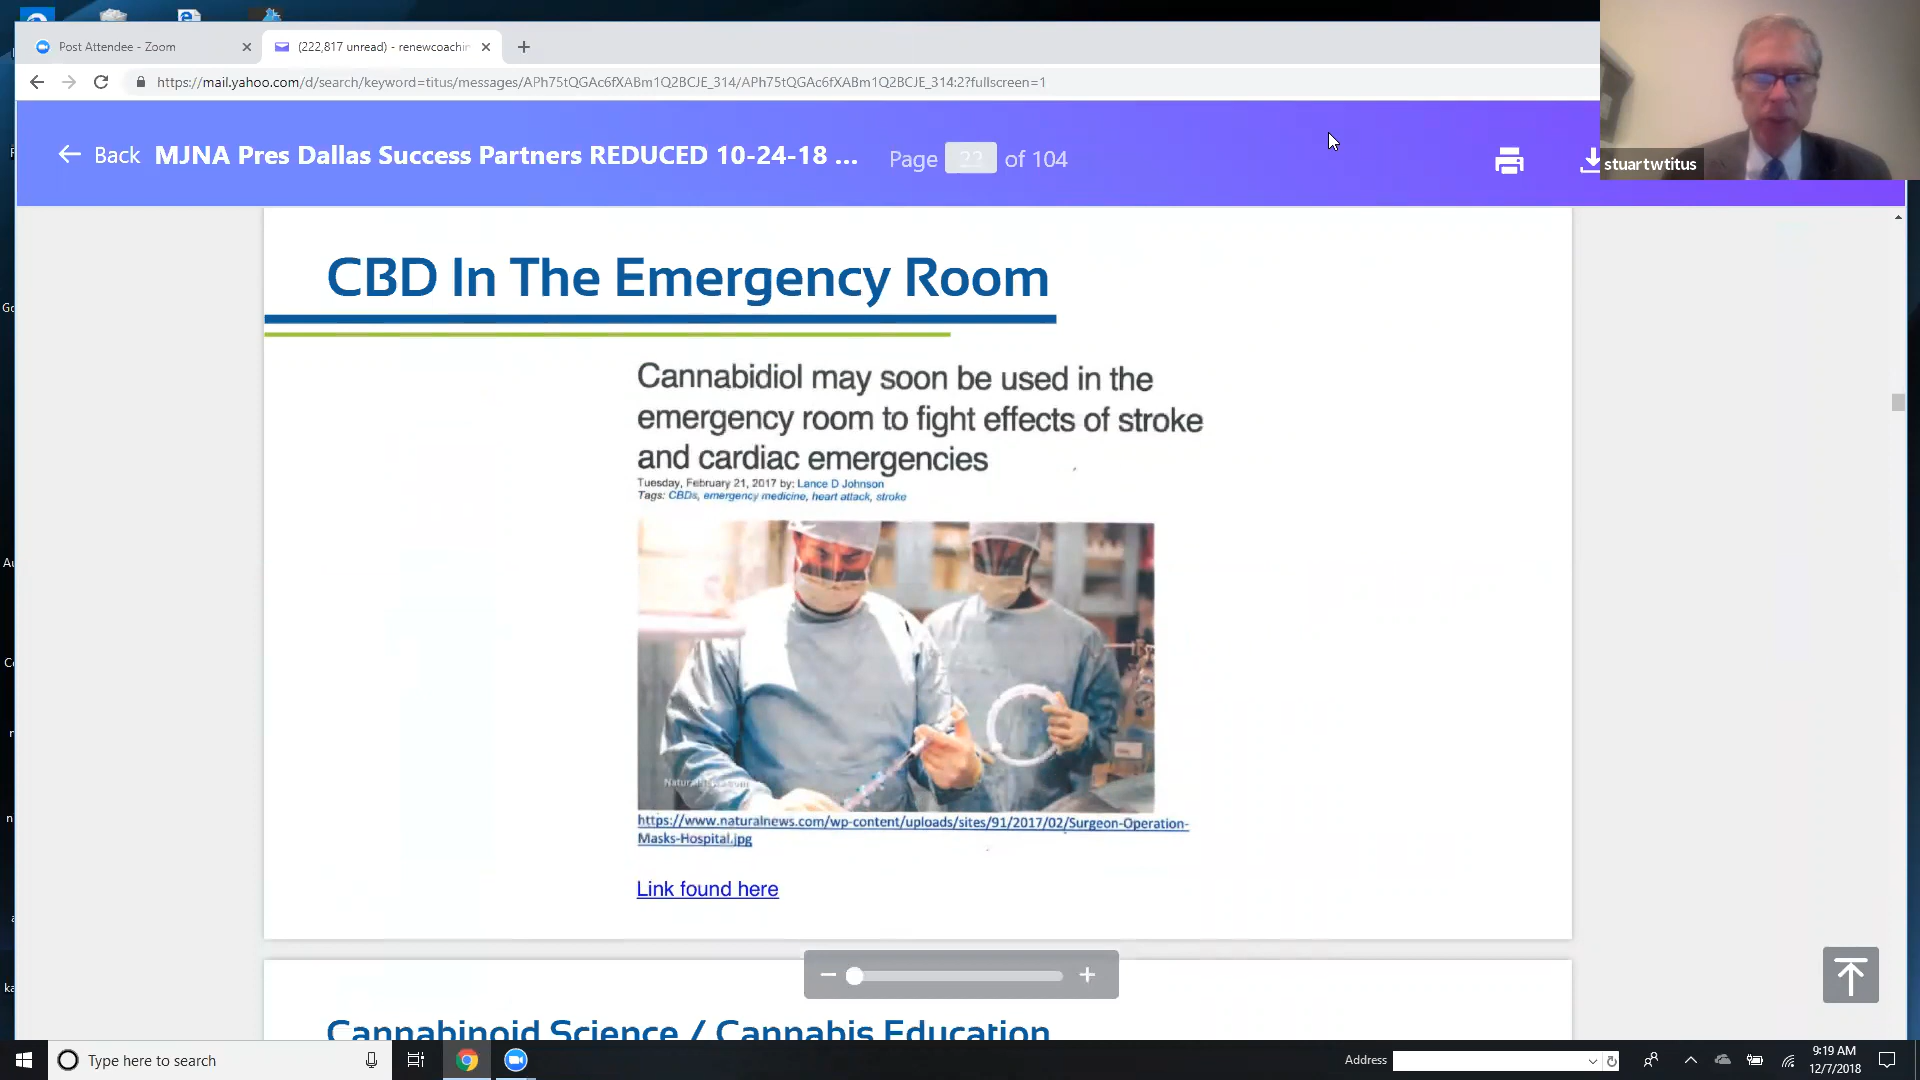 Post Attendee - Zoom
(222,817 unread) - renewcoachin
https://mail.yahoo.com/d/search/keyword=titus/messages/APh75tQGAc6fXABm1Q2BCJE_314/APh75tQGAc6fXABm1Q2BCJE_314:2?fullscreen=1
Back
MJNA Pres Dallas Success Partners REDUCED 10-24-18 ...
Page 22 of 104
stuartwtitus
CBD In The Emergency Room
Cannabidiol may soon be used in the
emergency room to fight effects of stroke
and cardiac emergencies
Tuesday, February 21, 2017 by: Lance D Johnson
Tags: CBDs, emergency medicine, heart attack, stroke
https://www.naturalnews.com/wp-content/uploads/sites/91/2017/02/Surgeon-Operation-
Masks-Hospital.jpg
Link found here
Cannabinoid Science / Cannabis Education
Type here to search
Address
9:19 AM
12/7/2018